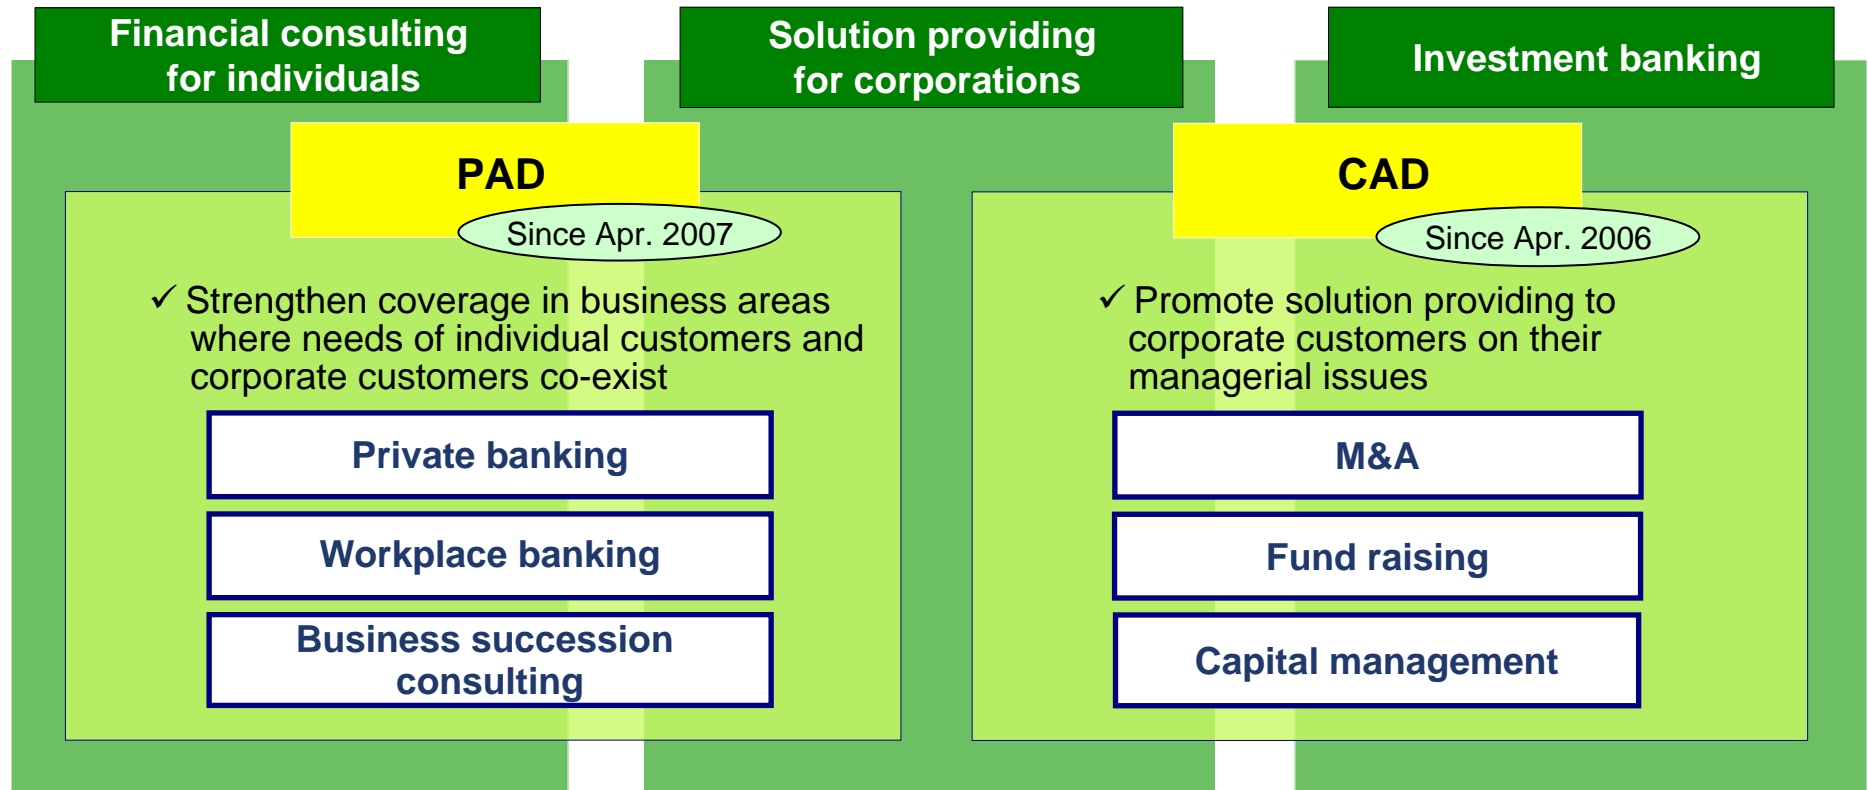 Financial consulting
for individuals
Solution providing
for corporations
Investment banking
PAD
Since Apr. 2007
✓ Strengthen coverage in business areas
where needs of individual customers and
corporate customers co-exist
Private banking
Workplace banking
Business succession
consulting
CAD
Since Apr. 2006
✓ Promote solution providing to
corporate customers on their
managerial issues
M&A
Fund raising
Capital management